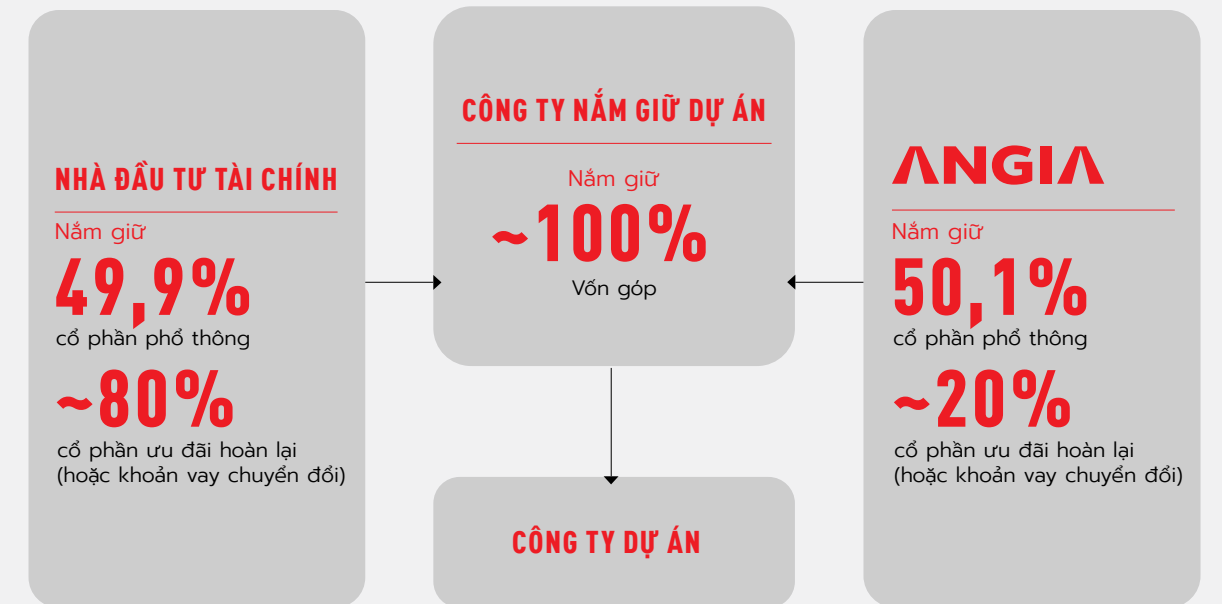 NHÀ ĐẦU TƯ TÀI CHÍNH
Nắm giữ
49,9%
cổ phần phổ thông
~80%
cổ phần ưu đãi hoàn lại
(hoặc khoản vay chuyển đổi)
CÔNG TY NẮM GIỮ DỰ ÁN
Nắm giữ
~100%
Vốn góp
CÔNG TY DỰ ÁN
ANGIA
Nắm giữ
50,1%
cổ phần phổ thông
~20%
cổ phần ưu đãi hoàn lại
(hoặc khoản vay chuyển đổi)